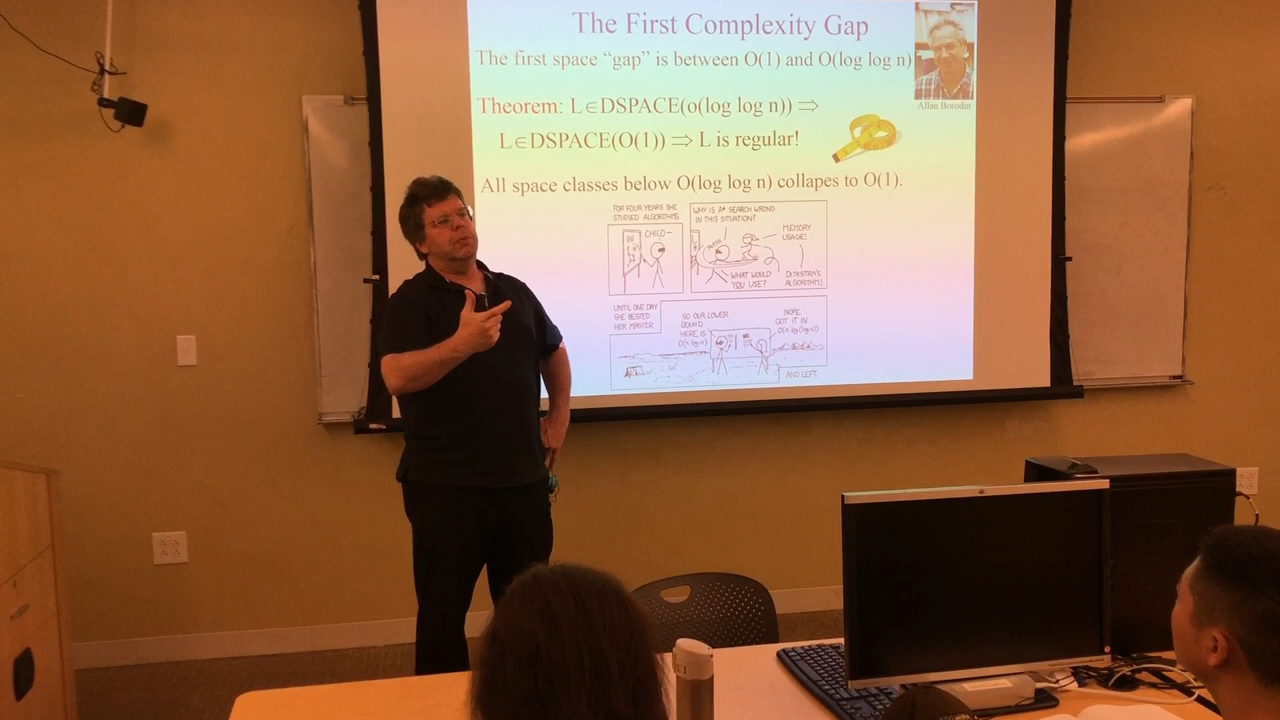 The First Complexity Gap
The first space “gap” is between O(1) and O(log log n)
Allan Borodin
Theorem: L∈DSPACE(o(log log n)) ⇒
L∈DSPACE(O(1)) ⇒ L is regular!
All space classes below O(log log n) collapes to O(1).
FOR FOUR YEARS SHE
STUDIED ALGORITHMS.
CHILD—
WHY IS A* SEARCH WRONG
IN THIS SITUATION?
MEMORY
USAGE!
WHAT WOULD
YOU USE?
DIJKSTRA'S
ALGORITHM!
UNTIL ONE DAY
SHE BESTED
HER MASTER
SO OUR LOWER
BOUND
HERE IS
O(n log n)
NOPE.
GOT IT IN
O(n log(log n))
AND LEFT.